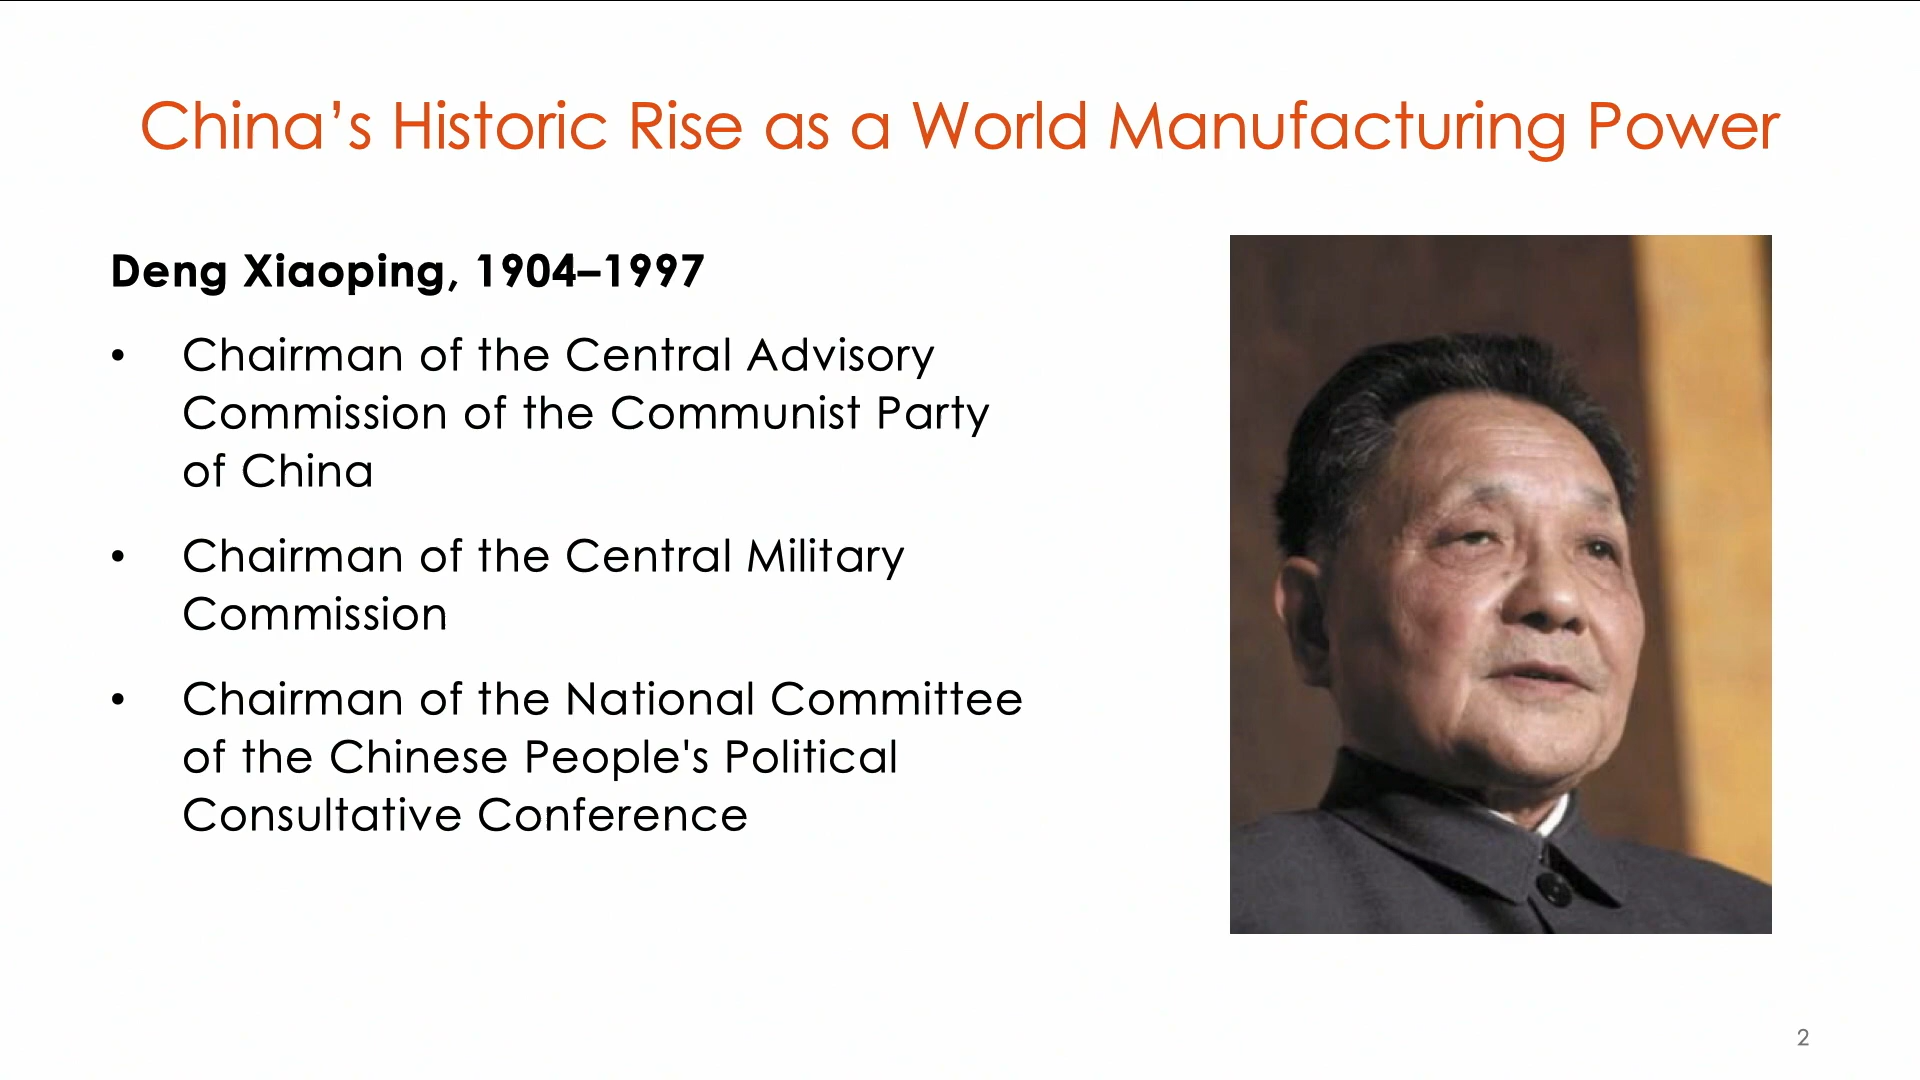 China’s Historic Rise as a World Manufacturing Power
Deng Xiaoping, 1904–1997
• Chairman of the Central Advisory
Commission of the Communist Party
of China
• Chairman of the Central Military
Commission
• Chairman of the National Committee
of the Chinese People's Political
Consultative Conference
2